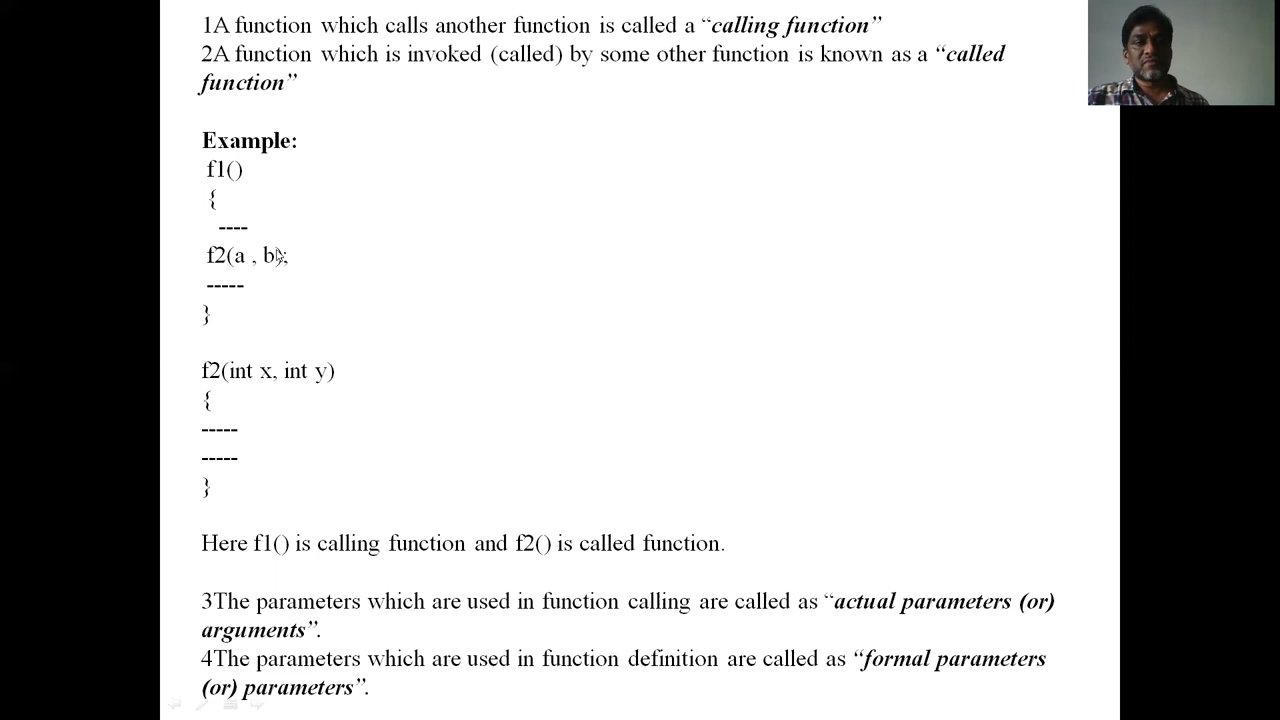 1A function which calls another function is called a “calling function”
2A function which is invoked (called) by some other function is known as a “called
function”
Example:
f1()
{
----
f2(a , b);
-----
}
f2(int x, int y)
{
-----
-----
}
Here f1() is calling function and f2() is called function.
3The parameters which are used in function calling are called as “actual parameters (or)
arguments”.
4The parameters which are used in function definition are called as “formal parameters
(or) parameters”.